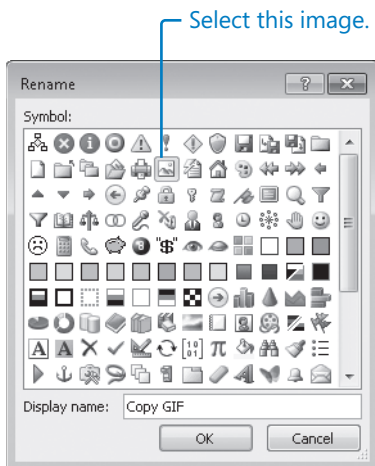 Select this image.
Rename
Symbol:
"$"
A A
Display name: Copy GIF
OK Cancel